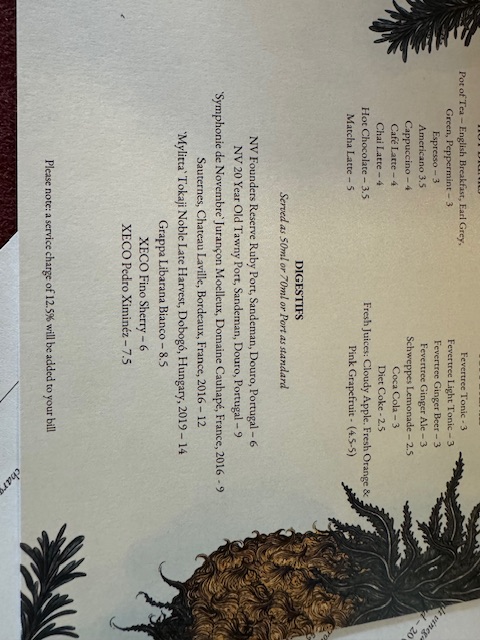 Pot of Tea – English Breakfast, Earl Grey,
Green, Peppermint – 3
Espresso – 3
Americano 3.5
Cappuccino – 4
Café Latte – 4
Chai Latte – 4
Hot Chocolate – 3.5
Matcha Latte – 5
Fevertree Tonic - 3
Fevertree Light Tonic – 3
Fevertree Ginger Beer – 3
Fevertree Ginger Ale – 3
Schweppes Lemonade – 2.5
Coca Cola – 3
Diet Coke - 2.5
Fresh Juices: Cloudy Apple. Fresh Orange &
Pink Grapefruit - (4.5-5)
DIGESTIFS
Served as 50ml or 70ml or Port as standard
NV Founders Reserve Ruby Port, Sandeman, Douro, Portugal – 6
NV 20 Year Old Tawny Port, Sandeman, Douro, Portugal – 9
'Symphonie de Novembre' Jurançon Moelleux, Domaine Cauhapé, France, 2016 - 9
Sauternes, Chateau Laville, Bordeaux, France, 2016 – 12
'Mylitta' Tokaji Noble Late Harvest, Dobogó, Hungary, 2019 – 14
Grappa Libarana Bianco – 8.5
XECO Fino Sherry – 6
XECO Pedro Ximinéz – 7.5
Please note: a service charge of 12.5% will be added to your bill